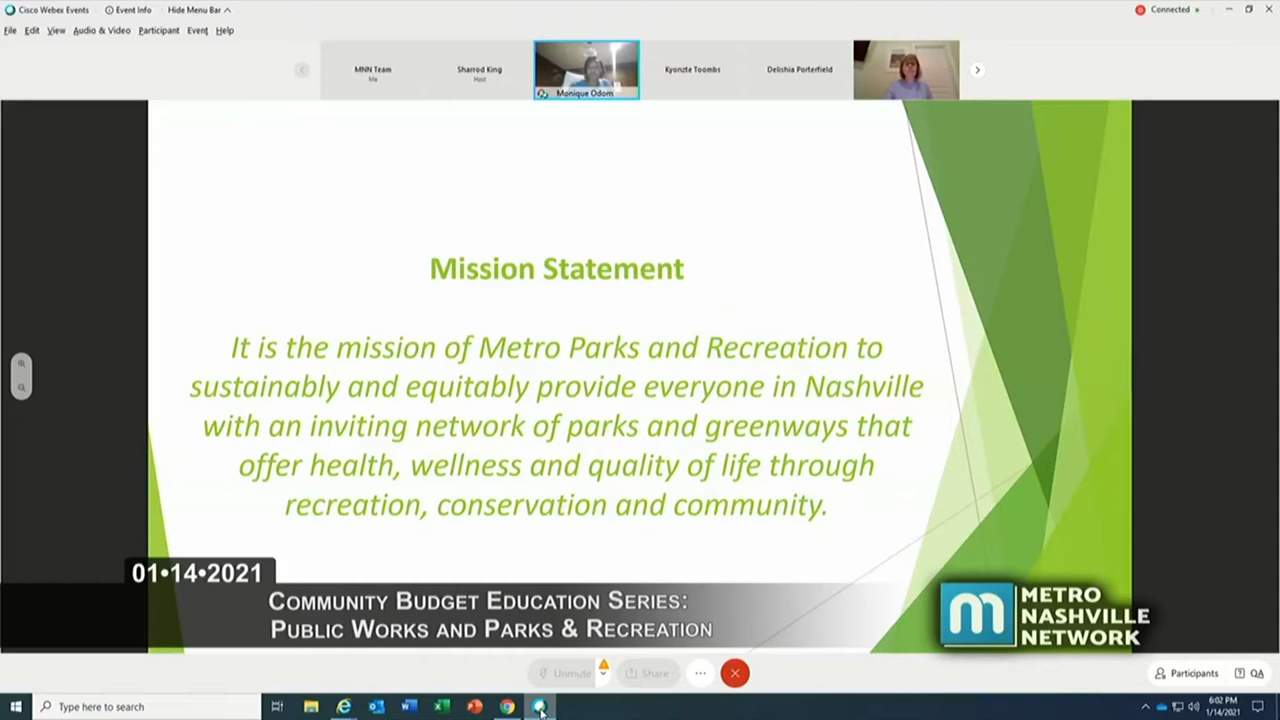 Cisco Webex Events
Event Info
Hide Menu Bar
Connected
File Edit View Audio & Video Participant Event Help
MNN Team
Me
Sharrod King
Host
Monique Odom
Kyonzte Toombs
Delishia Porterfield
Mission Statement
It is the mission of Metro Parks and Recreation to
sustainably and equitably provide everyone in Nashville
with an inviting network of parks and greenways that
offer health, wellness and quality of life through
recreation, conservation and community.
01•14•2021
COMMUNITY BUDGET EDUCATION SERIES:
PUBLIC WORKS AND PARKS & RECREATION
m METRO
NASHVILLE
NETWORK
Unmute
Share
Participants
QA
Type here to search
6:02 PM
1/14/2021